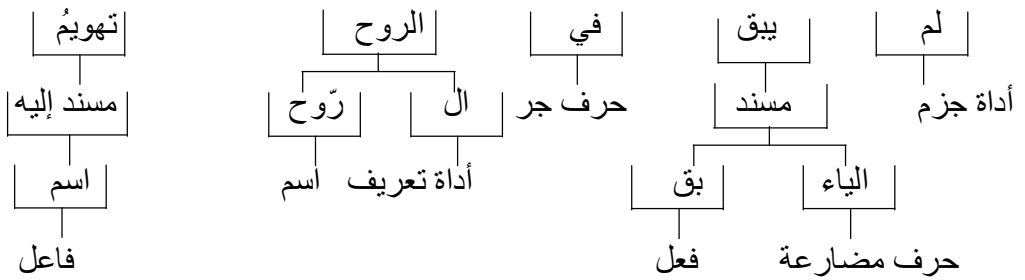 لم يبق في الروح تهويمُ
أداة جزم مسند حرف جر ال رّوح مسند إليه
الياء بق أداة تعريف اسم اسم
حرف مضارعة فعل فاعل